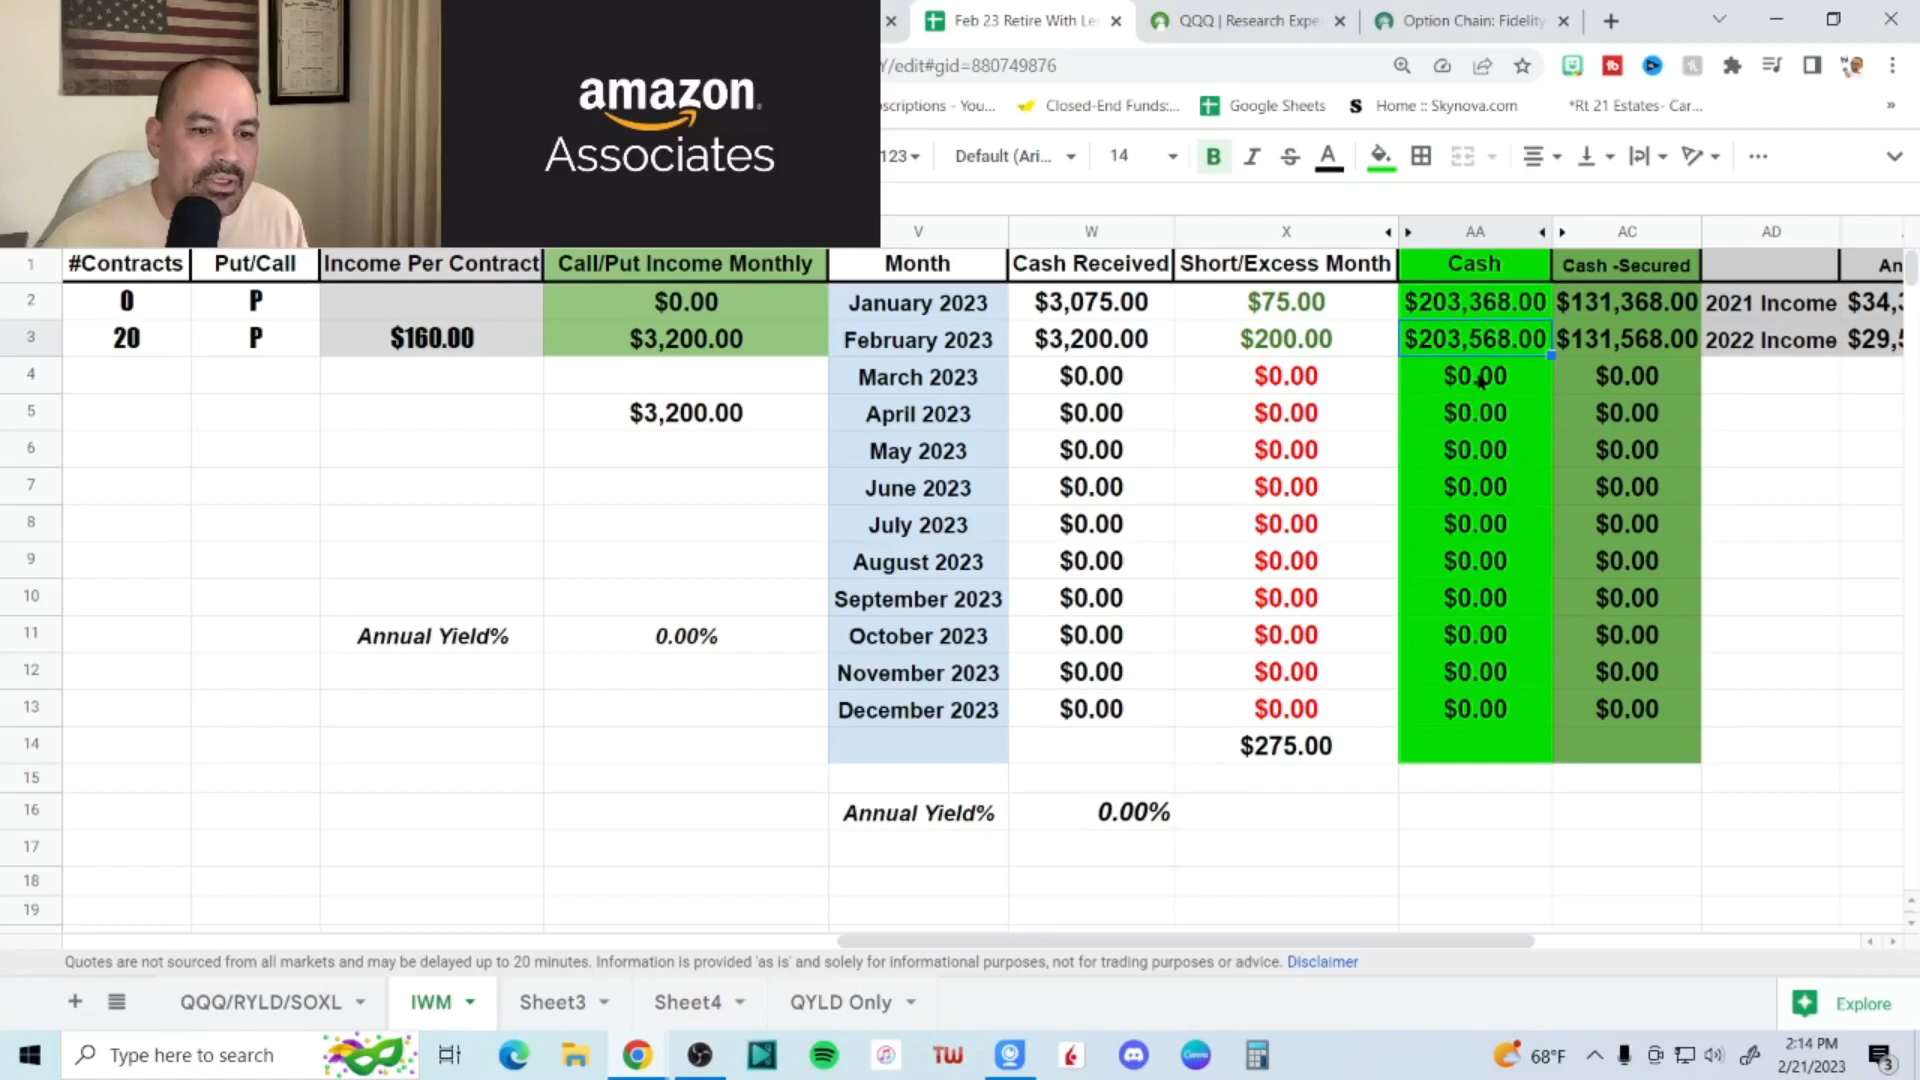 amazon
Associates
Feb 23 Retire With Le
QQQ | Research Expe
Option Chain: Fidelity
Y/edit#gid=880749876
scriptions - You...
Closed-End Funds:...
Google Sheets
Home :: Skynova.com
*Rt 21 Estates- Car...
»
123
Default (Ari...
14
B
I
S
A
V
W
X
AA
AC
AD
1 #Contracts Put/Call Income Per Contract Call/Put Income Monthly Month Cash Received Short/Excess Month Cash Cash -Secured An
2 0 P $0.00 January 2023 $3,075.00 $75.00 $203,368.00 $131,368.00 2021 Income $34,
3 20 P $160.00 $3,200.00 February 2023 $3,200.00 $200.00 $203,568.00 $131,568.00 2022 Income $29,
4 March 2023 $0.00 $0.00 $0.00 $0.00
5 $3,200.00 April 2023 $0.00 $0.00 $0.00 $0.00
6 May 2023 $0.00 $0.00 $0.00 $0.00
7 June 2023 $0.00 $0.00 $0.00 $0.00
8 July 2023 $0.00 $0.00 $0.00 $0.00
9 August 2023 $0.00 $0.00 $0.00 $0.00
10 September 2023 $0.00 $0.00 $0.00 $0.00
11 Annual Yield% 0.00% October 2023 $0.00 $0.00 $0.00 $0.00
12 November 2023 $0.00 $0.00 $0.00 $0.00
13 December 2023 $0.00 $0.00 $0.00 $0.00
14 $275.00
15
16 Annual Yield% 0.00%
17
18
19
Quotes are not sourced from all markets and may be delayed up to 20 minutes. Information is provided 'as is' and solely for informational purposes, not for trading purposes or advice. Disclaimer
QQQ/RYLD/SOXL
IWM
Sheet3
Sheet4
QYLD Only
Explore
Type here to search
TW
68°F
2:14 PM
2/21/2023
3